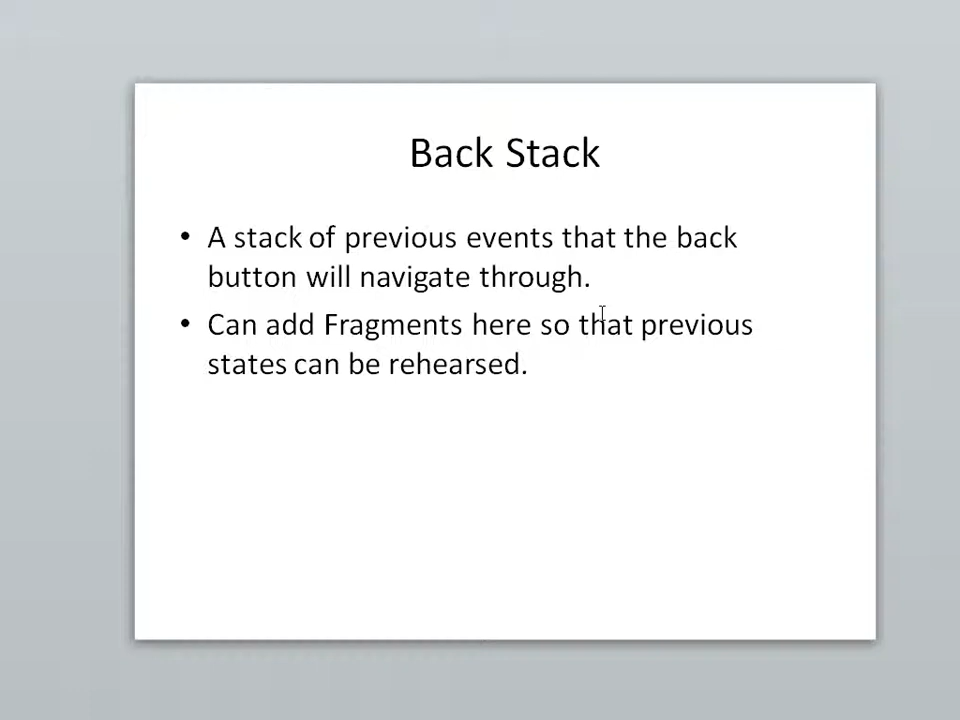 Back Stack
• A stack of previous events that the back
button will navigate through.
• Can add Fragments here so that previous
states can be rehearsed.